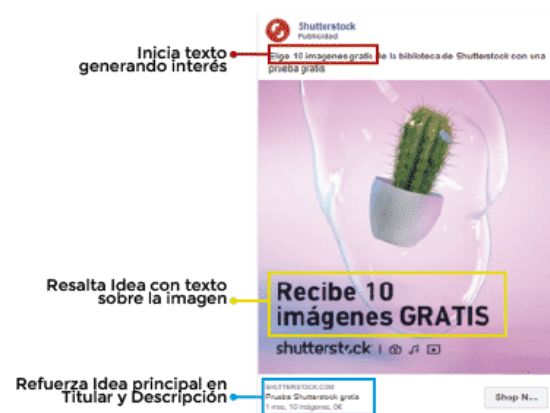 Shutterstock
Publicidad
Inicia texto
generando interés
Elige 10 imagenes gratis de la biblioteca de Shutterstock con una
prueba gratis
Resalta Idea con texto
sobre la imagen
Recibe 10
imágenes GRATIS
shutterstock
Refuerza Idea principal en
Titular y Descripción
SHUTTERSTOCK.COM
Prueba Shutterstock gratis
1 mes, 10 imágenes, 0€
Shop N...